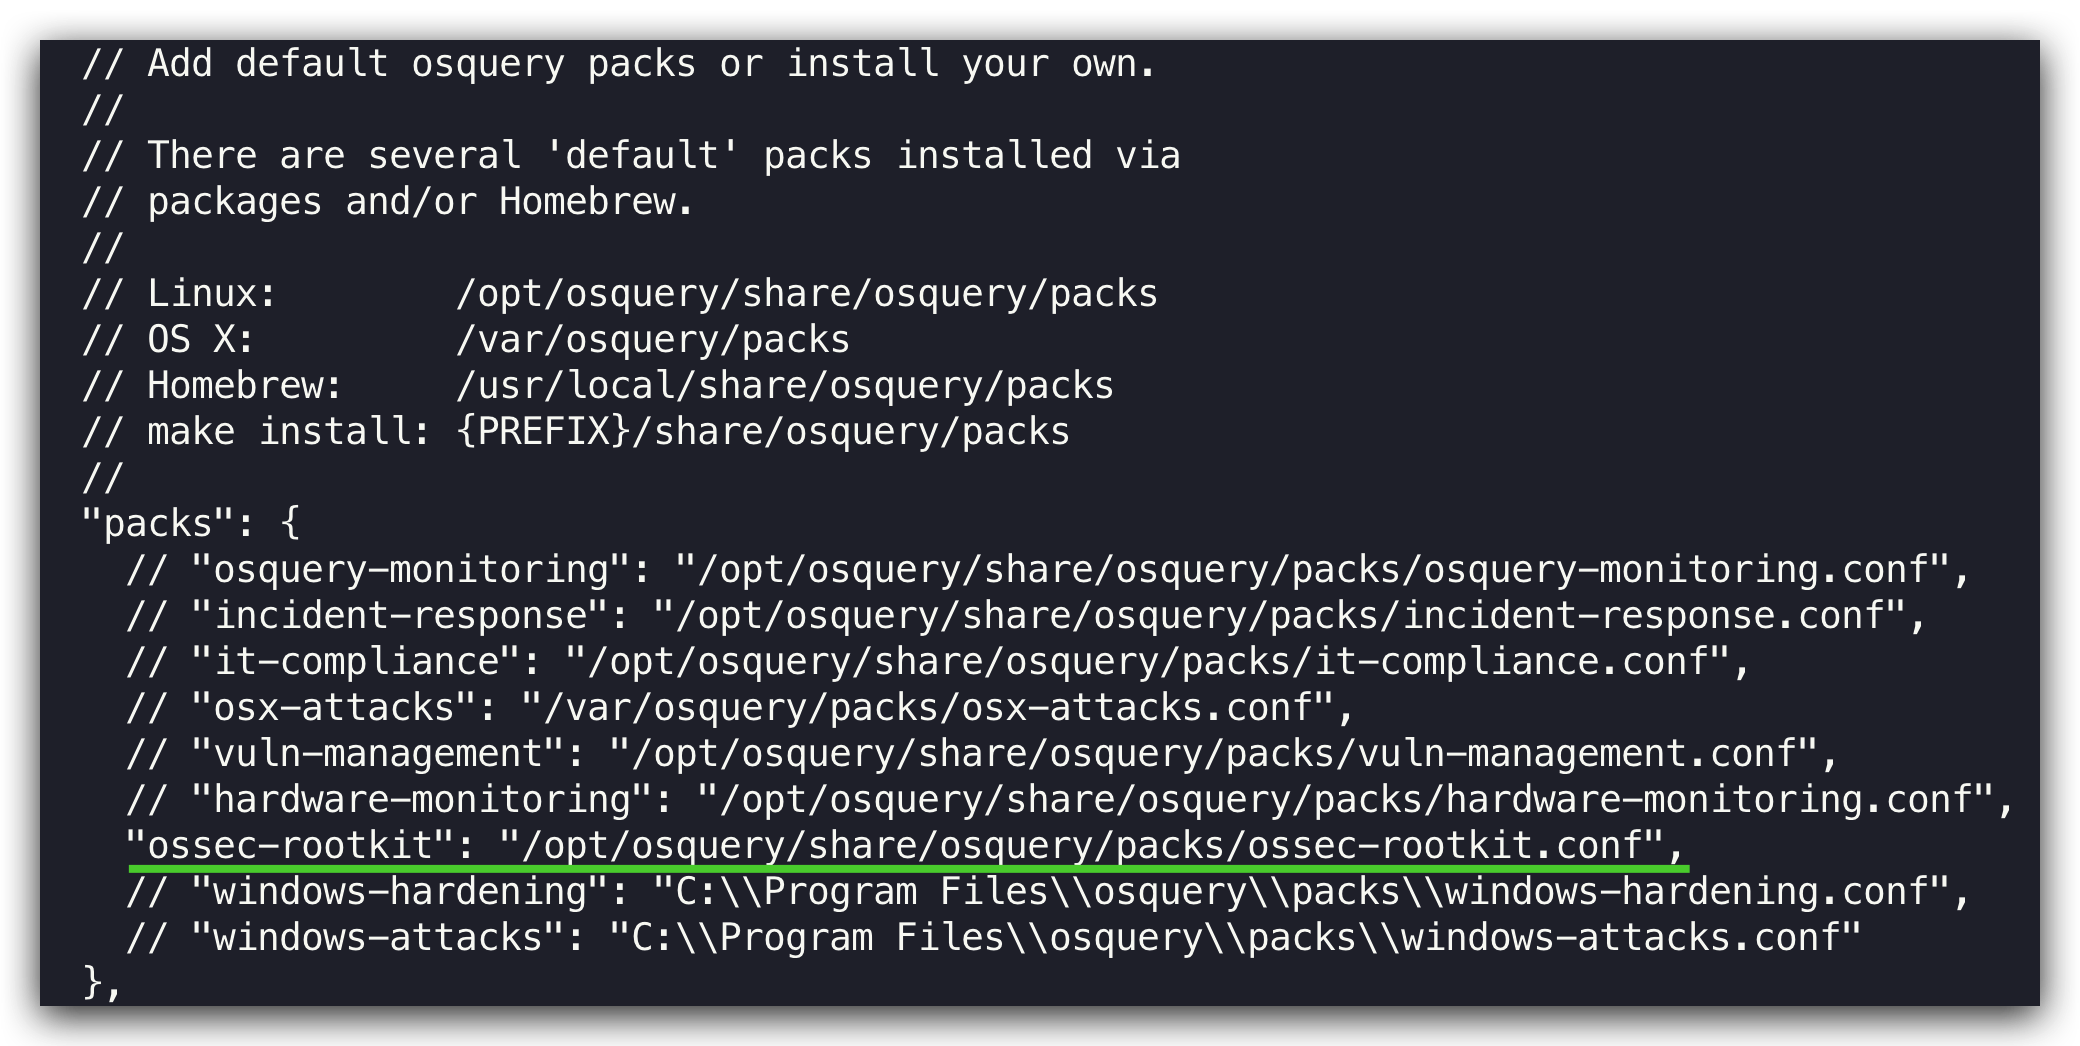 // Add default osquery packs or install your own.
//
// There are several 'default' packs installed via
// packages and/or Homebrew.
//
// Linux:        /opt/osquery/share/osquery/packs
// OS X:         /var/osquery/packs
// Homebrew:     /usr/local/share/osquery/packs
// make install: {PREFIX}/share/osquery/packs
//
"packs": {
  // "osquery-monitoring": "/opt/osquery/share/osquery/packs/osquery-monitoring.conf",
  // "incident-response": "/opt/osquery/share/osquery/packs/incident-response.conf",
  // "it-compliance": "/opt/osquery/share/osquery/packs/it-compliance.conf",
  // "osx-attacks": "/var/osquery/packs/osx-attacks.conf",
  // "vuln-management": "/opt/osquery/share/osquery/packs/vuln-management.conf",
  // "hardware-monitoring": "/opt/osquery/share/osquery/packs/hardware-monitoring.conf",
  "ossec-rootkit": "/opt/osquery/share/osquery/packs/ossec-rootkit.conf",
  // "windows-hardening": "C:\\Program Files\\osquery\\packs\\windows-hardening.conf",
  // "windows-attacks": "C:\\Program Files\\osquery\\packs\\windows-attacks.conf"
},